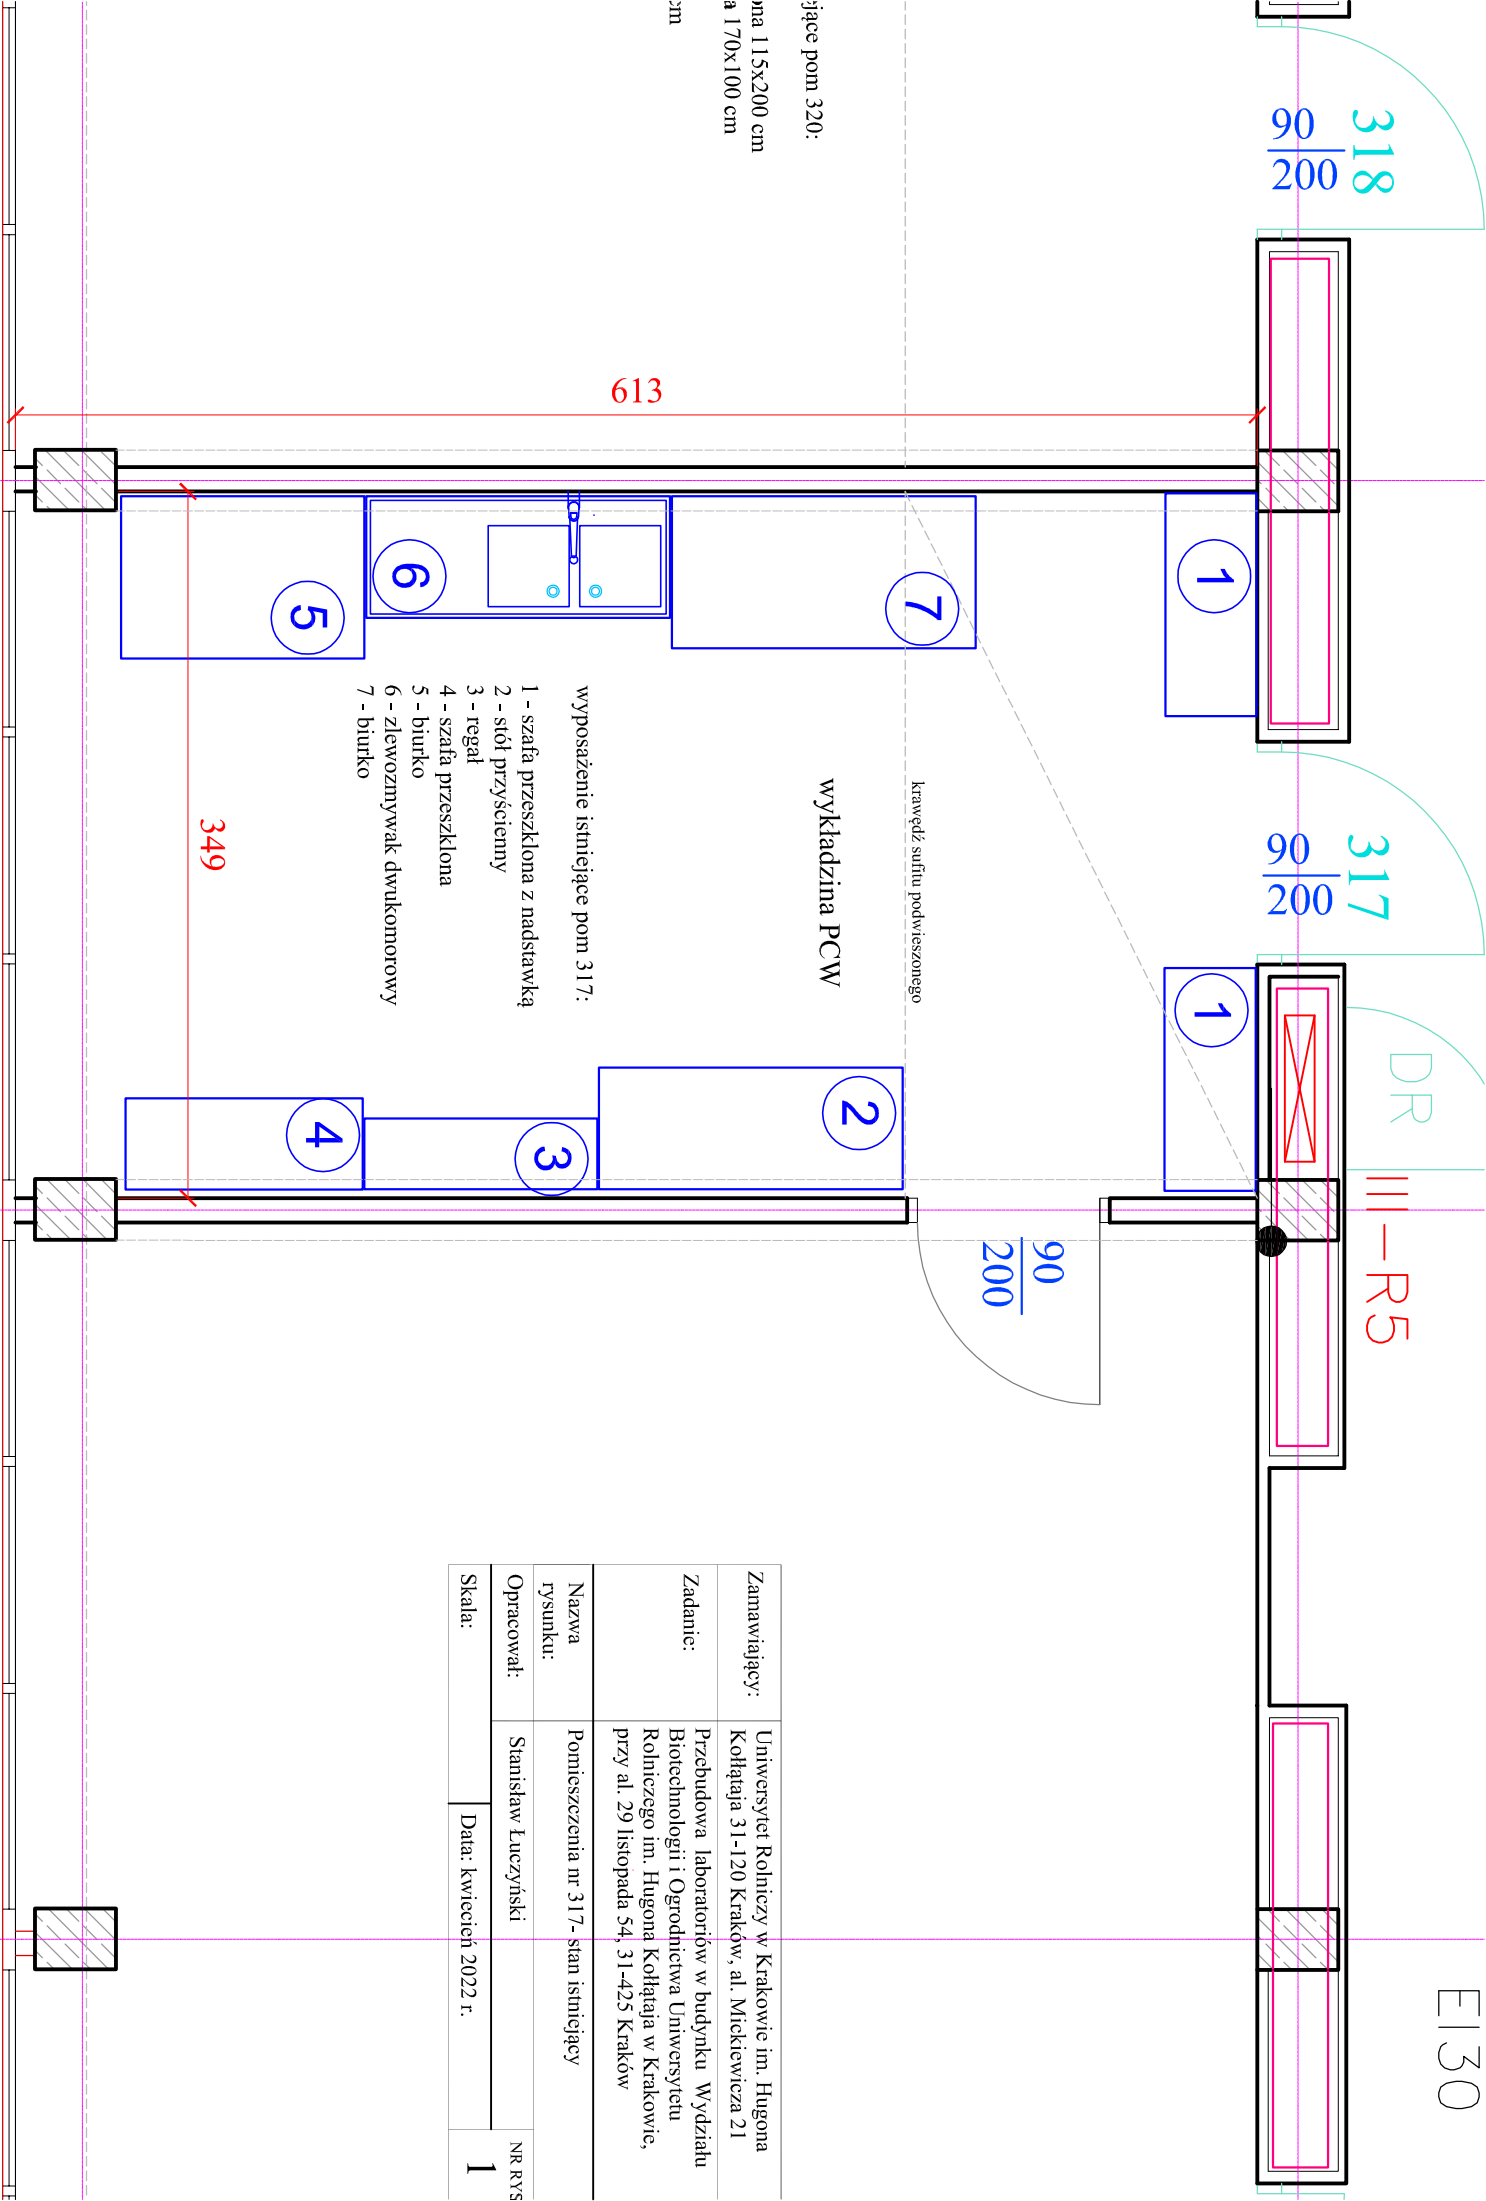 EI 30
318
90
200
317
90
200
DR
III-R5
jące pom 320:
na 115x200 cm
a 170x100 cm
cm
613
1
1
7
6
5
krawędź sufitu podwieszonego
wykładzina PCW
wyposażenie istniejące pom 317:
1 - szafa przeszklona z nadstawką
2 - stół przyścienny
3 - regał
4 - szafa przeszklona
5 - biurko
6 - zlewozmywak dwukomorowy
7 - biurko
349
2
3
4
90
200
Zamawiający: Uniwersytet Rolniczy w Krakowie im. Hugona
Kołłątaja 31-120 Kraków, al. Mickiewicza 21
Zadanie: Przebudowa laboratoriów w budynku Wydziału
Biotechnologii i Ogrodnictwa Uniwersytetu
Rolniczego im. Hugona Kołłątaja w Krakowie,
przy al. 29 listopada 54, 31-425 Kraków
Nazwa
rysunku: Pomieszczenia nr 317- stan istniejący
Opracował: Stanisław Łuczyński
NR RYS
Skala: Data: kwiecień 2022 r. 1